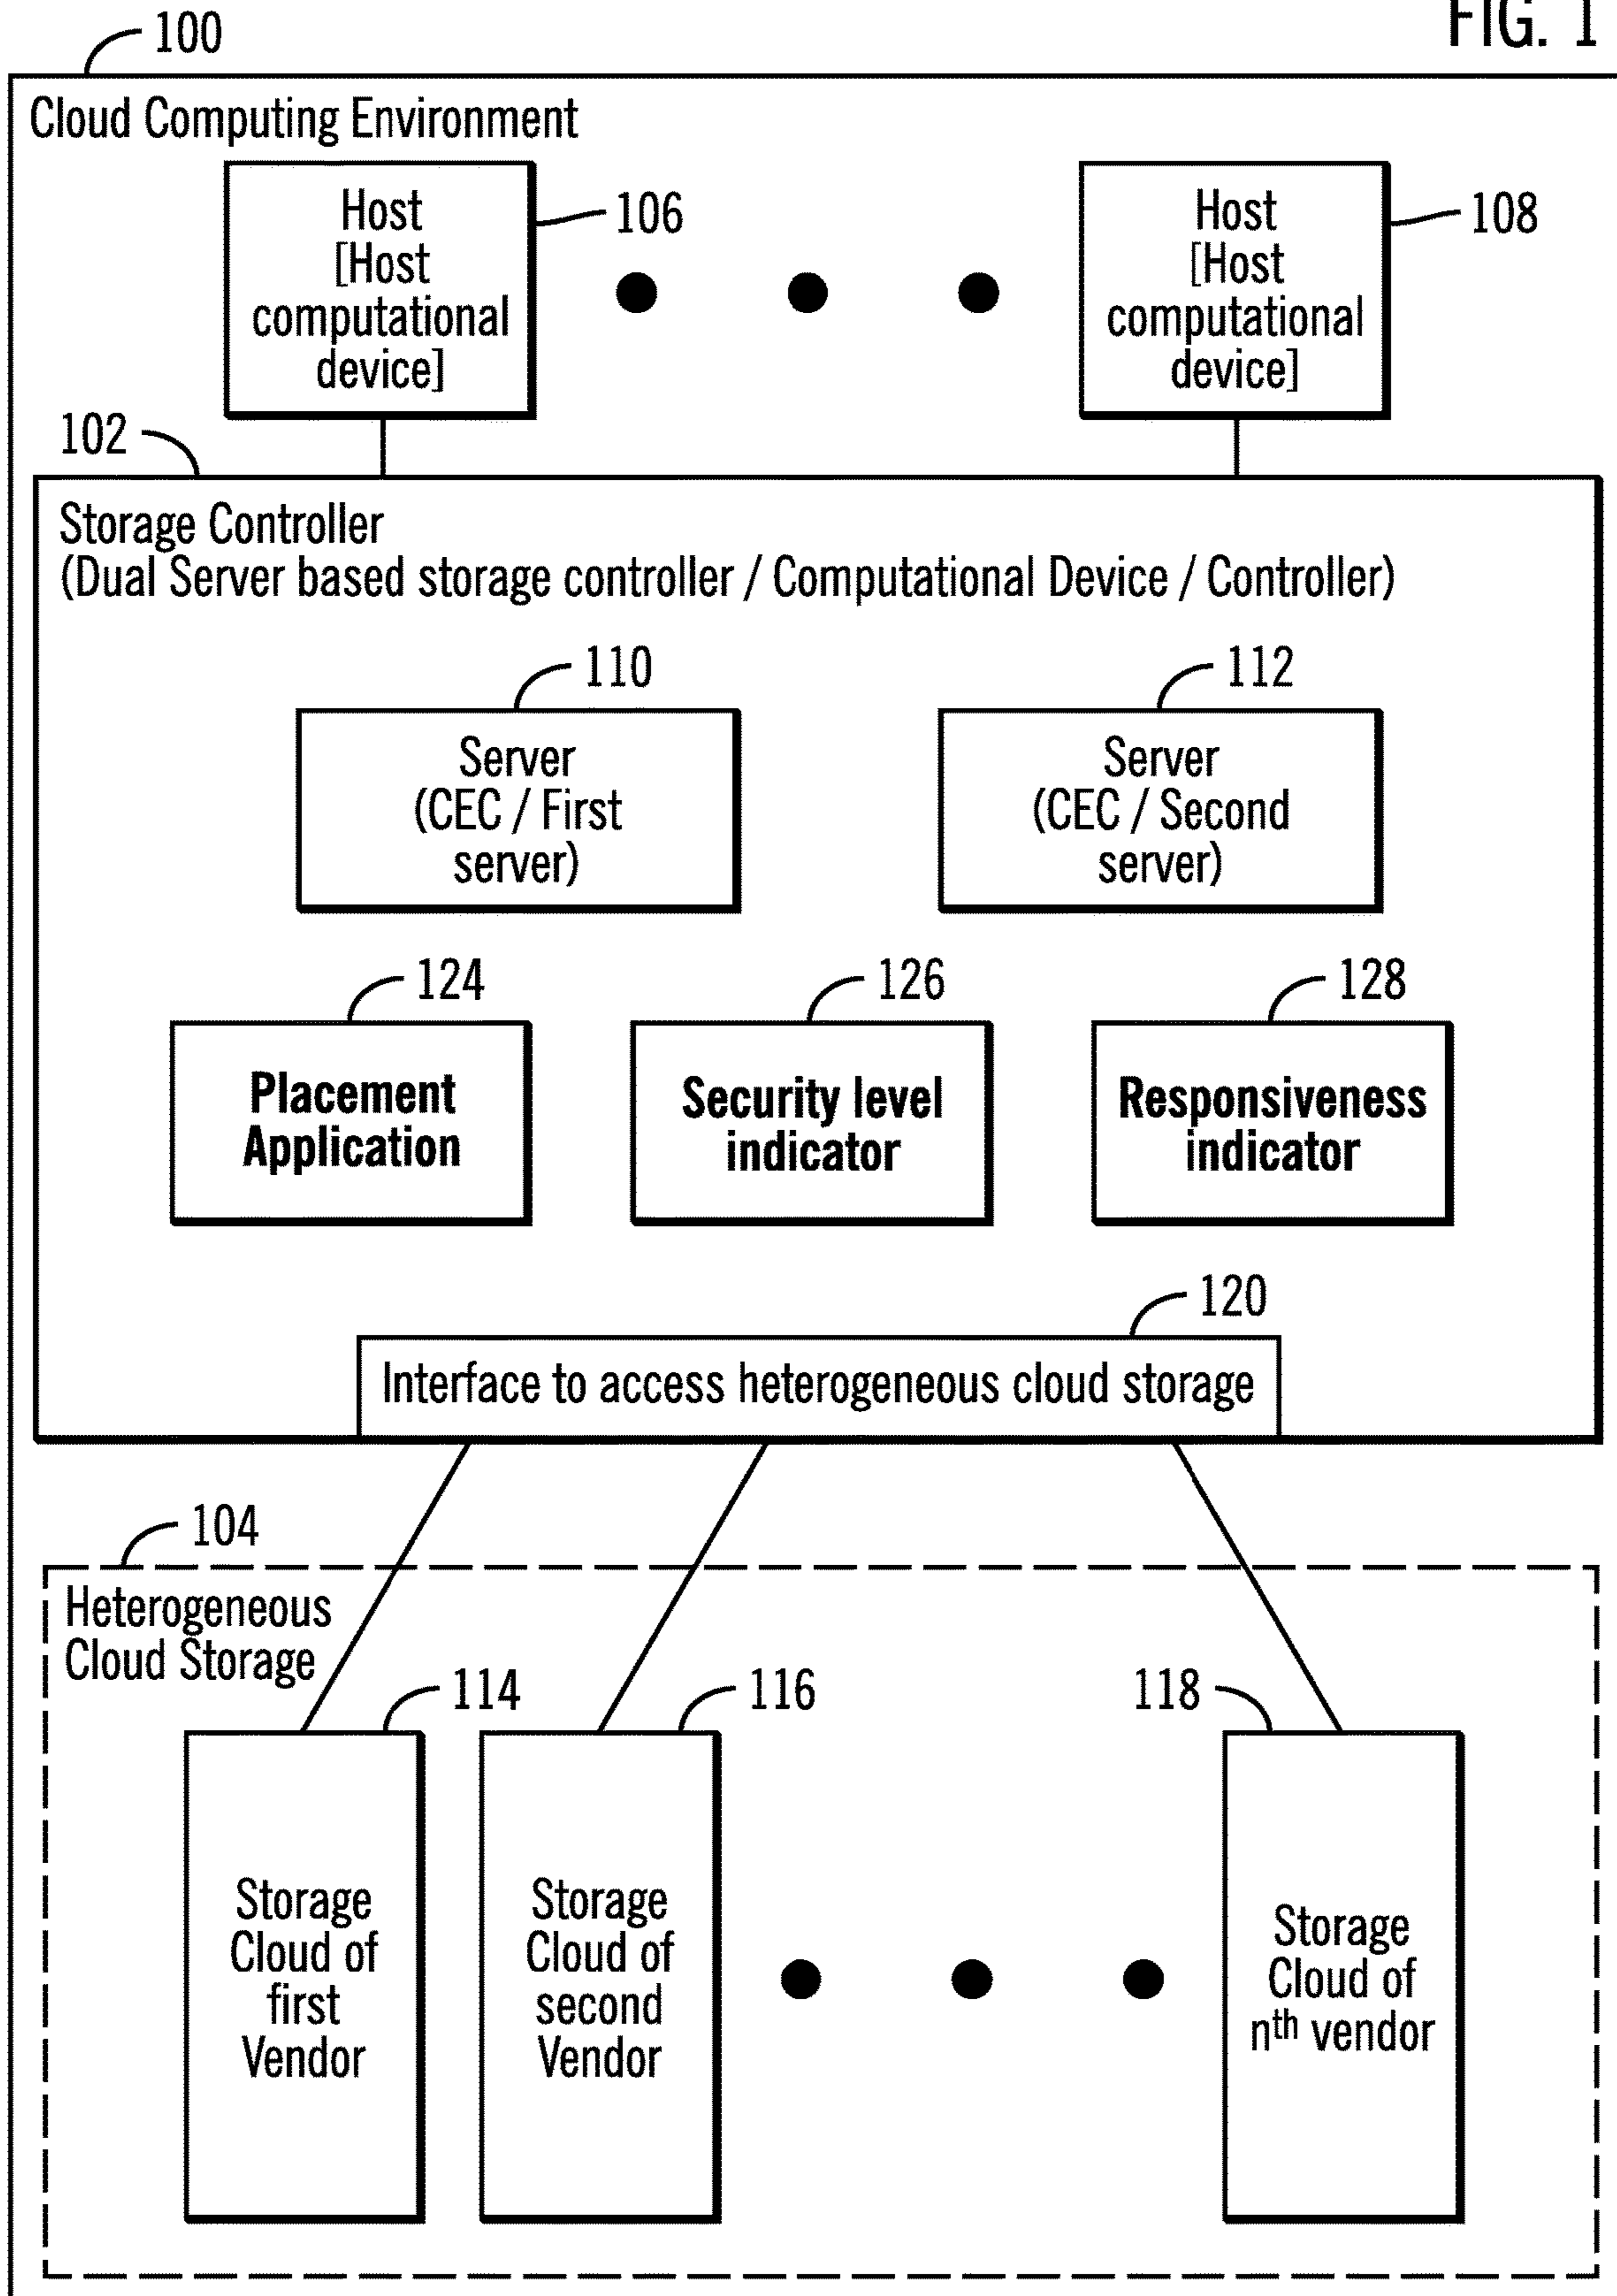 FIG. 1
100
Cloud Computing Environment
Host
[Host
computational
device]
106
Host
[Host
computational
device]
108
102
Storage Controller
(Dual Server based storage controller / Computational Device / Controller)
110
Server
(CEC / First
server)
112
Server
(CEC / Second
server)
124
Placement
Application
126
Security level
indicator
128
Responsiveness
indicator
120
Interface to access heterogeneous cloud storage
104
Heterogeneous
Cloud Storage
114
Storage
Cloud of
first
Vendor
116
Storage
Cloud of
second
Vendor
118
Storage
Cloud of
nth vendor